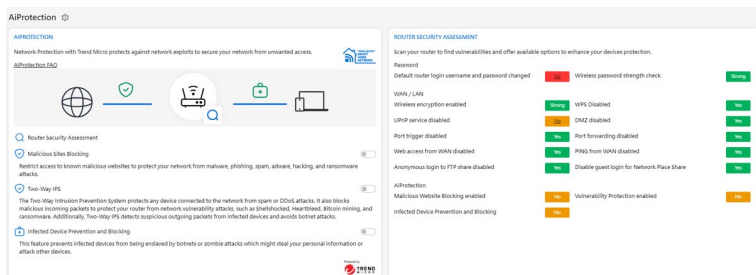 AiProtection
AIPROTECTION
Network Protection with Trend Micro protects against network exploits to secure your network from unwanted access.
AiProtection FAQ
TREND MICRO
SMART
HOME
NETWORK
Router Security Assessment
Malicious Sites Blocking
Restrict access to known malicious websites to protect your network from malware, phishing, spam, adware, hacking, and ransomware
attacks.
Two-Way IPS
The Two-Way Intrusion Prevention System protects any device connected to the network from spam or DDoS attacks. It also blocks
malicious incoming packets to protect your router from network vulnerability attacks, such as Shellshocked, Heartbleed, Bitcoin mining, and
ransomware. Additionally, Two-Way IPS detects suspicious outgoing packets from infected devices and avoids botnet attacks.
Infected Device Prevention and Blocking
This feature prevents infected devices from being enslaved by botnets or zombie attacks which might steal your personal information or
attack other devices.
Powered by
TREND
MICRO
ROUTER SECURITY ASSESSMENT
Scan your router to find vulnerabilities and offer available options to enhance your devices protection.
Password
Default router login username and password changed No Wireless password strength check Strong
WAN / LAN
Wireless encryption enabled Strong WPS Disabled Yes
UPnP service disabled No DMZ disabled Yes
Port trigger disabled Yes Port forwarding disabled Yes
Web access from WAN disabled Yes PING from WAN disabled Yes
Anonymous login to FTP share disabled Yes Disable guest login for Network Place Share Yes
AiProtection
Malicious Website Blocking enabled No Vulnerability Protection enabled No
Infected Device Prevention and Blocking No